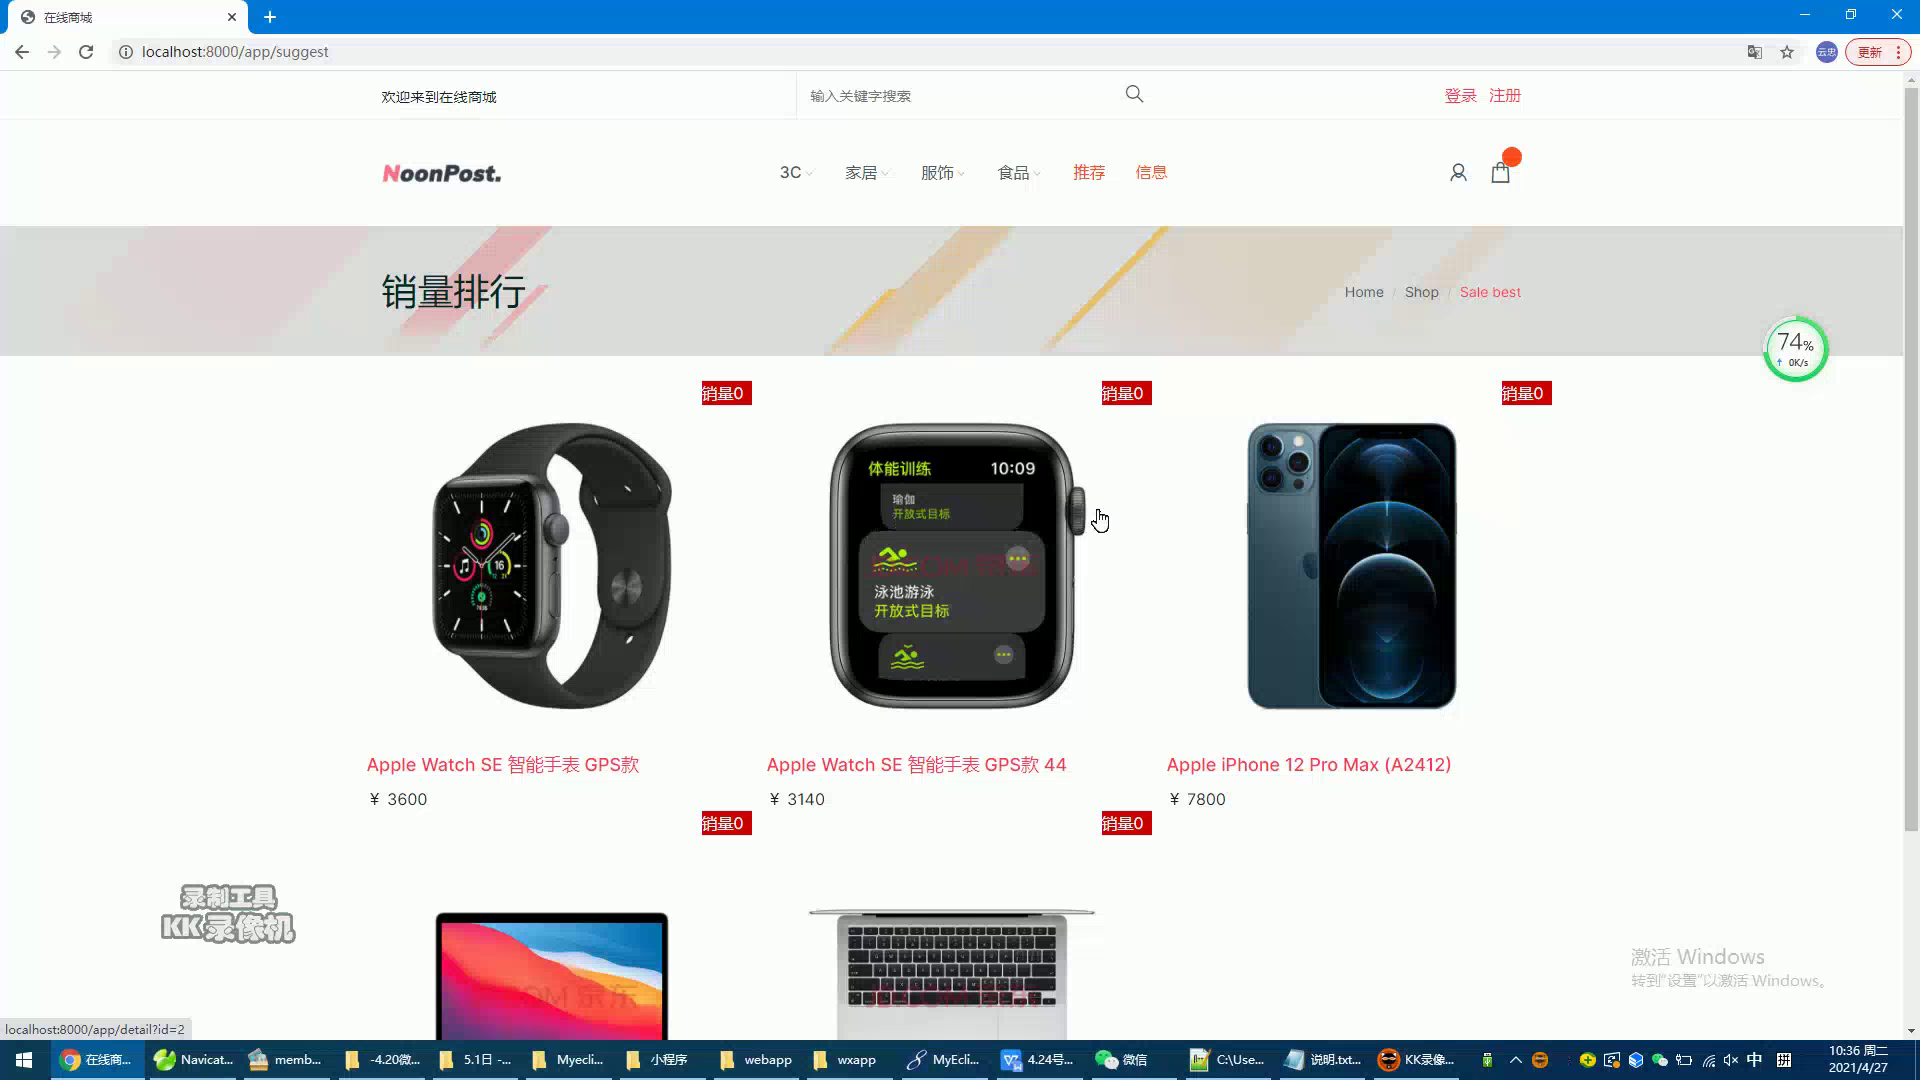 在线商城
localhost:8000/app/suggest
更新
欢迎来到在线商城
输入关键字搜索
登录 注册
NoonPost.
3C 家居 服饰 食品 推荐 信息
销量排行
Home / Shop / Sale best
74%
↑ 0K/s
销量0
销量0
销量0
体能训练 10:09
瑜伽
开放式目标
泳池游泳
开放式目标
16
Apple Watch SE 智能手表 GPS款
Apple Watch SE 智能手表 GPS款 44
Apple iPhone 12 Pro Max (A2412)
¥ 3600
¥ 3140
¥ 7800
销量0
销量0
录制工具
KK录像机
激活 Windows
转到"设置"以激活 Windows。
localhost:8000/app/detail?id=2
在线商...
Navicat...
memb...
-4.20微...
5.1日 -...
Myecli...
小程序
webapp
wxapp
MyEcli...
4.24号...
微信
C:\Use...
说明.txt...
KK录像...
中
拼
10:36 周二
2021/4/27